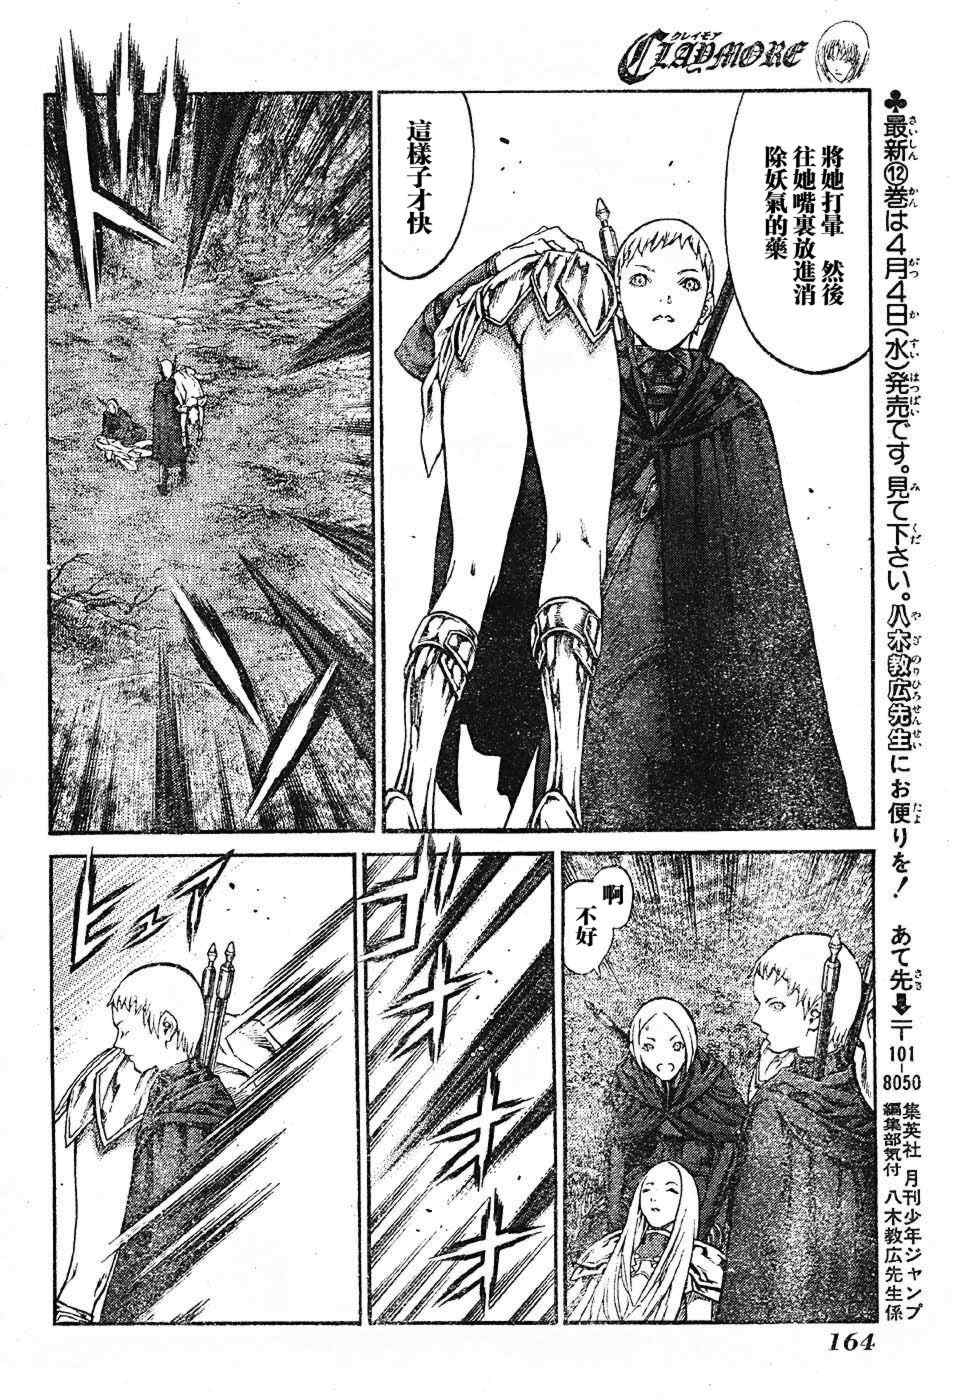 クレイモア
CLAYMORE
將她打暈 然後
往她嘴裏放進消
除妖氣的藥
這樣子才快
ド
啊
不好
ゴォ
ヒュア
♣最新⑫巻は4月4日(水)発売です。見て下さい。八木教広先生にお便りを! あて先➡〒101-8050 集英社 月刊少年ジャンプ編集部気付 八木教広先生係
164